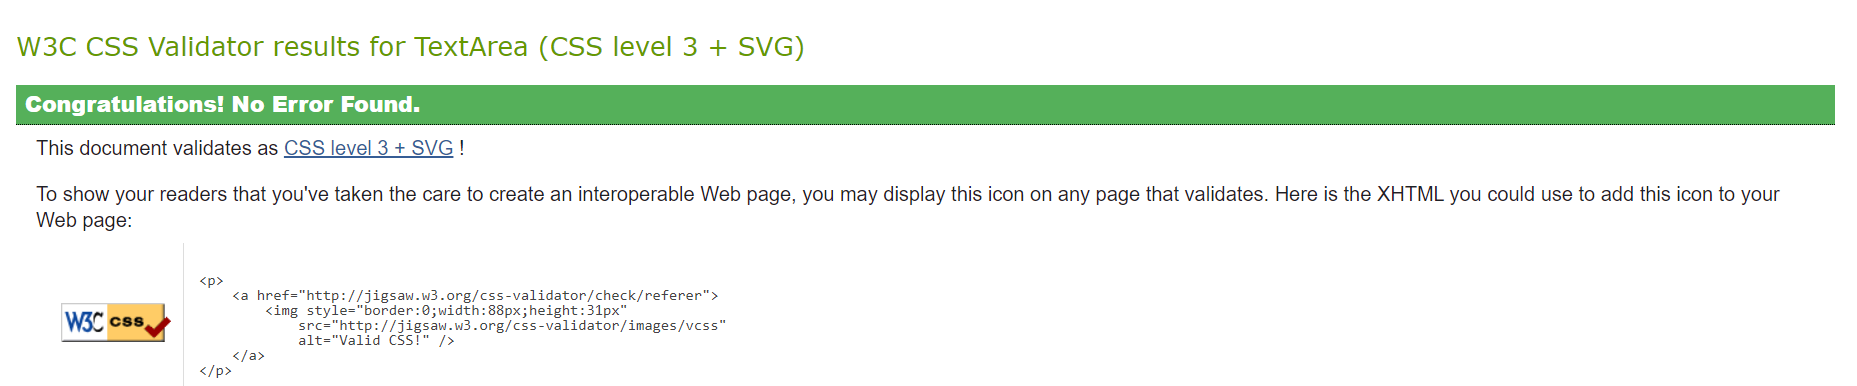 W3C CSS Validator results for TextArea (CSS level 3 + SVG)
Congratulations! No Error Found.
This document validates as CSS level 3 + SVG !
To show your readers that you've taken the care to create an interoperable Web page, you may display this icon on any page that validates. Here is the XHTML you could use to add this icon to your
Web page:
W3C css
<p>
    <a href="http://jigsaw.w3.org/css-validator/check/referer">
        <img style="border:0;width:88px;height:31px"
            src="http://jigsaw.w3.org/css-validator/images/vcss"
            alt="Valid CSS!" />
    </a>
</p>